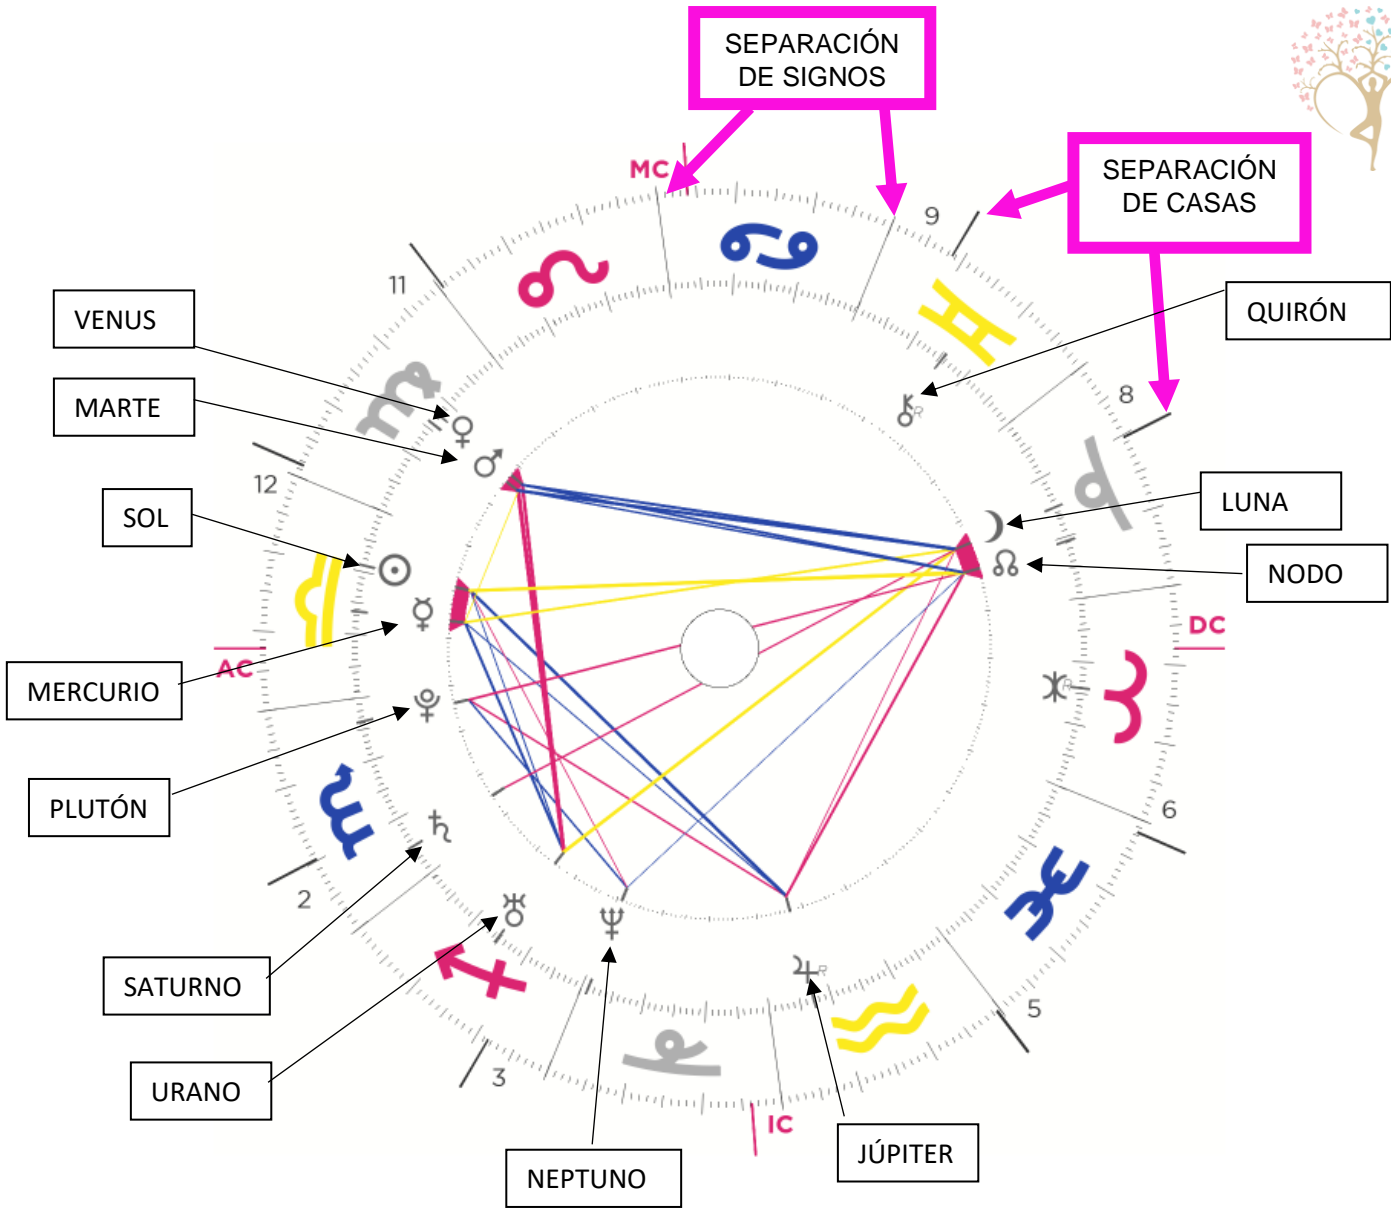 SEPARACIÓN
DE SIGNOS
SEPARACIÓN
DE CASAS
MC
9
11
8
QUIRÓN
VENUS
MARTE
R
12
SOL
LUNA
NODO
DC
AC
R
MERCURIO
PLUTÓN
6
2
SATURNO
R
5
URANO
3
IC
JÚPITER
NEPTUNO